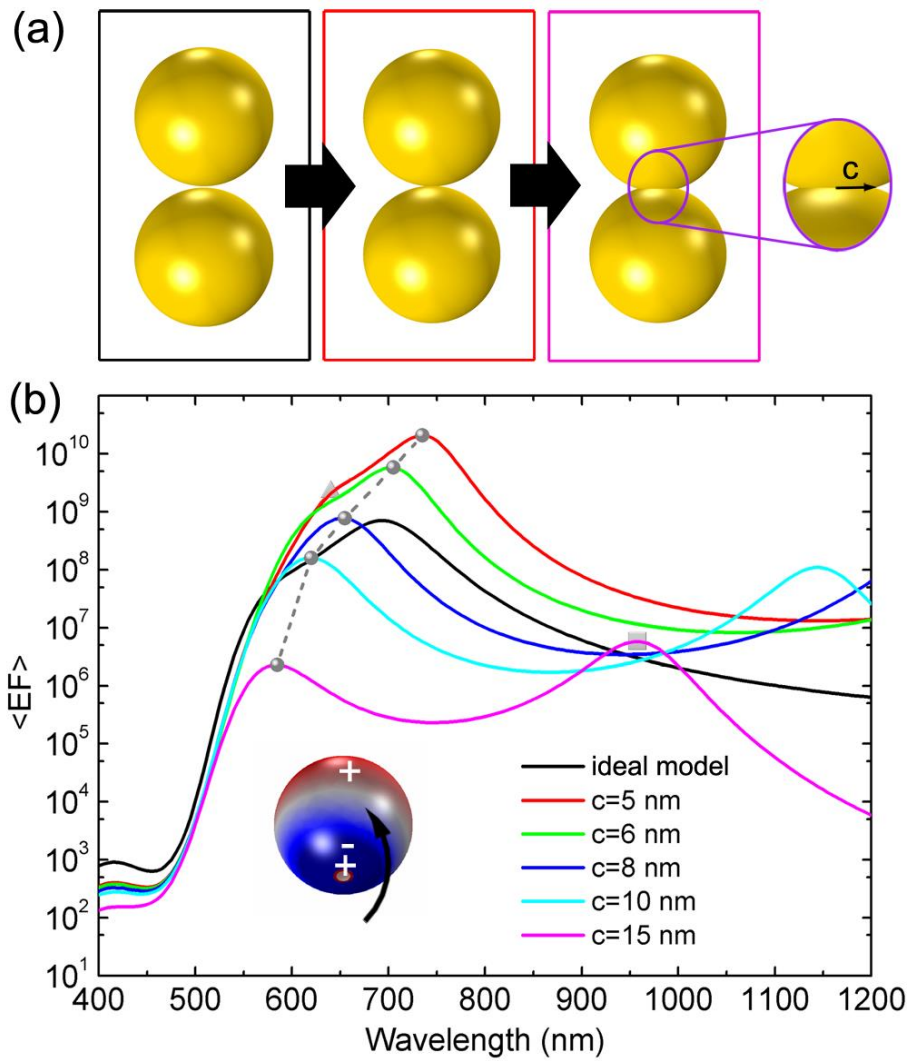 (a)
c
(b)
10^10
10^9
10^8
10^7
10^6
10^5
10^4
10^3
10^2
10^1
<EF>
+
-
+
ideal model
c=5 nm
c=6 nm
c=8 nm
c=10 nm
c=15 nm
400 500 600 700 800 900 1000 1100 1200
Wavelength (nm)